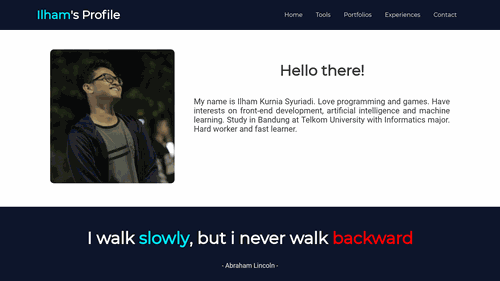 Ilham's Profile
Home Tools Portfolios Experiences Contact
Hello there!
My name is Ilham Kurnia Syuriadi. Love programming and games. Have
interests on front-end development, artificial intelligence and machine
learning. Study in Bandung at Telkom University with Informatics major.
Hard worker and fast learner.
I walk slowly, but i never walk backward
- Abraham Lincoln -